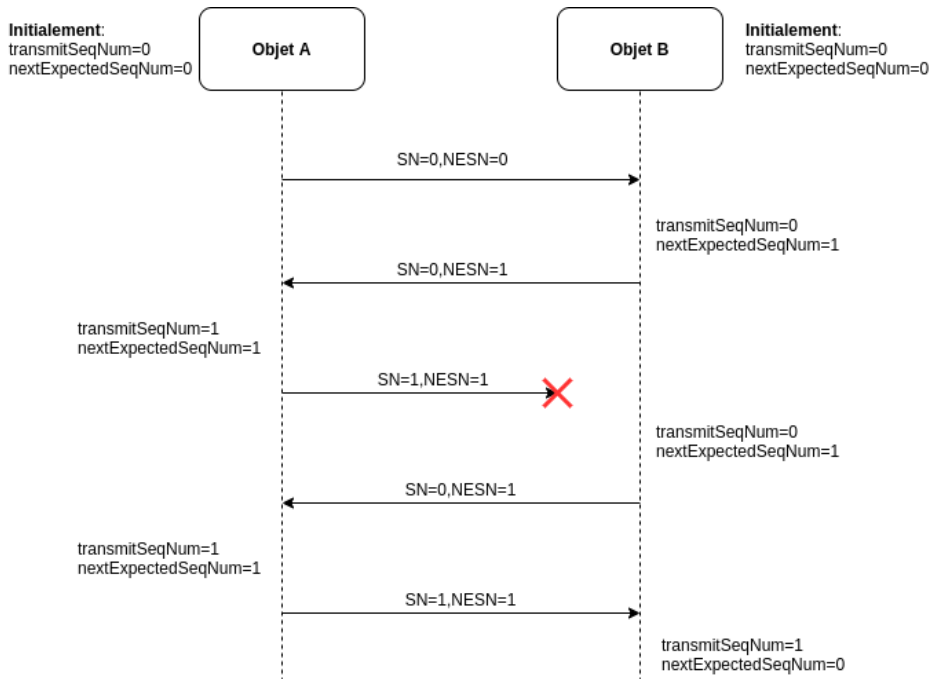 Initialement:
transmitSeqNum=0
nextExpectedSeqNum=0
Objet A
Objet B
Initialement:
transmitSeqNum=0
nextExpectedSeqNum=0
SN=0,NESN=0
transmitSeqNum=0
nextExpectedSeqNum=1
SN=0,NESN=1
transmitSeqNum=1
nextExpectedSeqNum=1
SN=1,NESN=1
transmitSeqNum=0
nextExpectedSeqNum=1
SN=0,NESN=1
transmitSeqNum=1
nextExpectedSeqNum=1
SN=1,NESN=1
transmitSeqNum=1
nextExpectedSeqNum=0